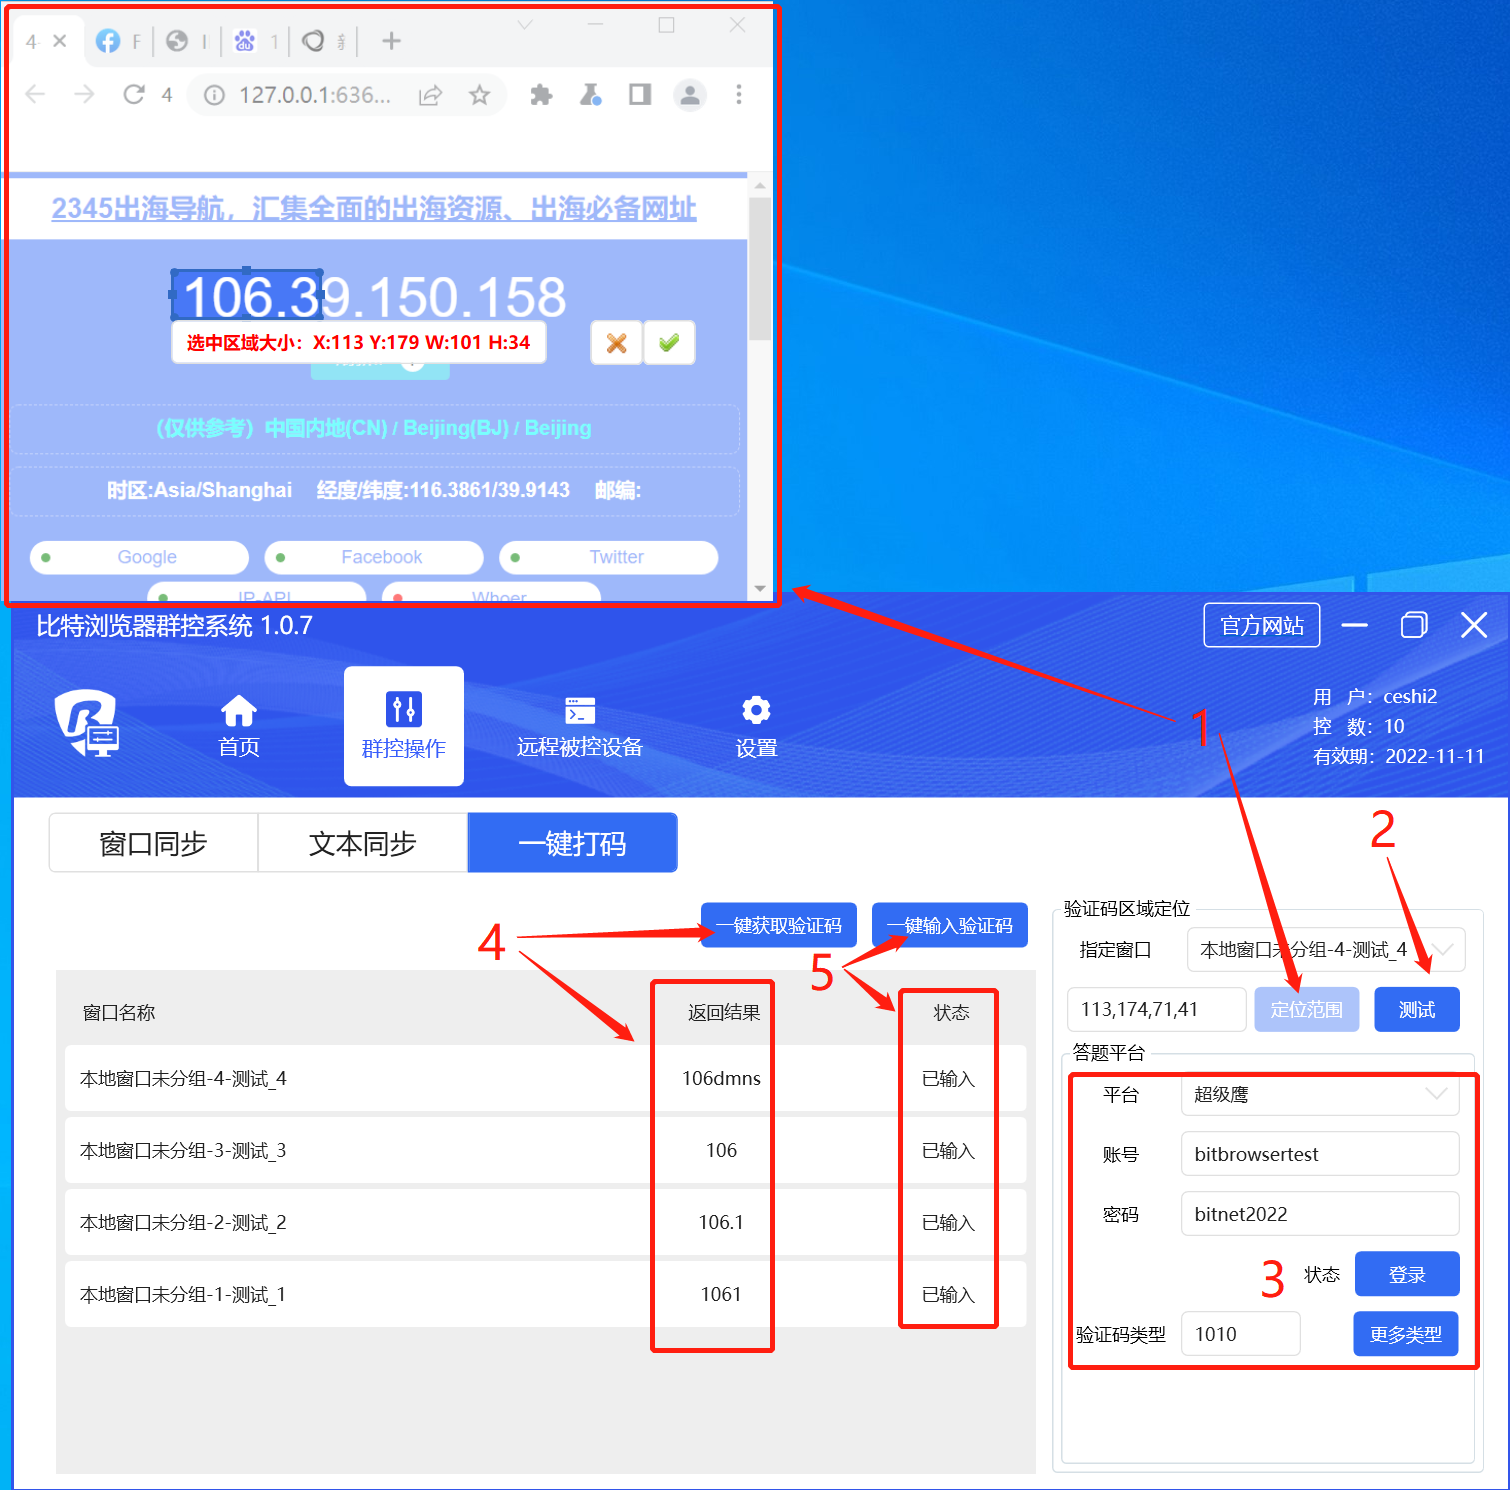 4
F
1
4
127.0.0.1:636...
2345出海导航，汇集全面的出海资源、出海必备网址
106.39.150.158
选中区域大小：X:113 Y:179 W:101 H:34
（仅供参考）中国内地(CN) / Beijing(BJ) / Beijing
时区:Asia/Shanghai 经度/纬度:116.3861/39.9143 邮编:
Google Facebook Twitter
IP-API Whoer
比特浏览器群控系统 1.0.7
官方网站
首页 群控操作 远程被控设备 设置
用 户：ceshi2
控 数：10
有效期：2022-11-11
1
2
窗口同步 文本同步 一键打码
4
一键获取验证码 一键输入验证码
5
窗口名称 返回结果 状态
本地窗口未分组-4-测试_4 106dmns 已输入
本地窗口未分组-3-测试_3 106 已输入
本地窗口未分组-2-测试_2 106.1 已输入
本地窗口未分组-1-测试_1 1061 已输入
验证码区域定位
指定窗口 本地窗口未分组-4-测试_4
113,174,71,41 定位范围 测试
答题平台
平台 超级鹰
账号 bitbrowsertest
密码 bitnet2022
3 状态 登录
验证码类型 1010 更多类型